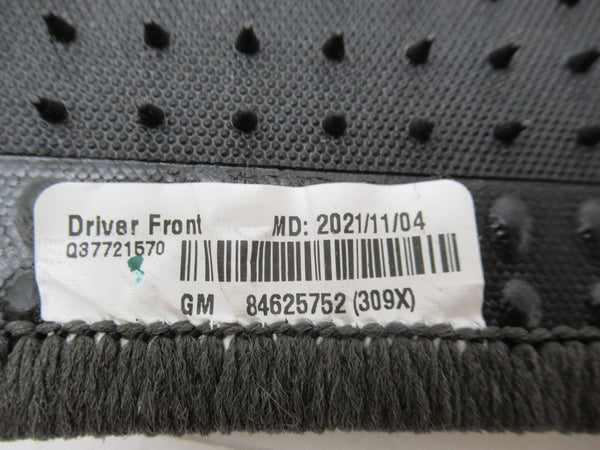 Driver Front MD: 2021/11/04
Q37721570
GM 84625752 (309X)